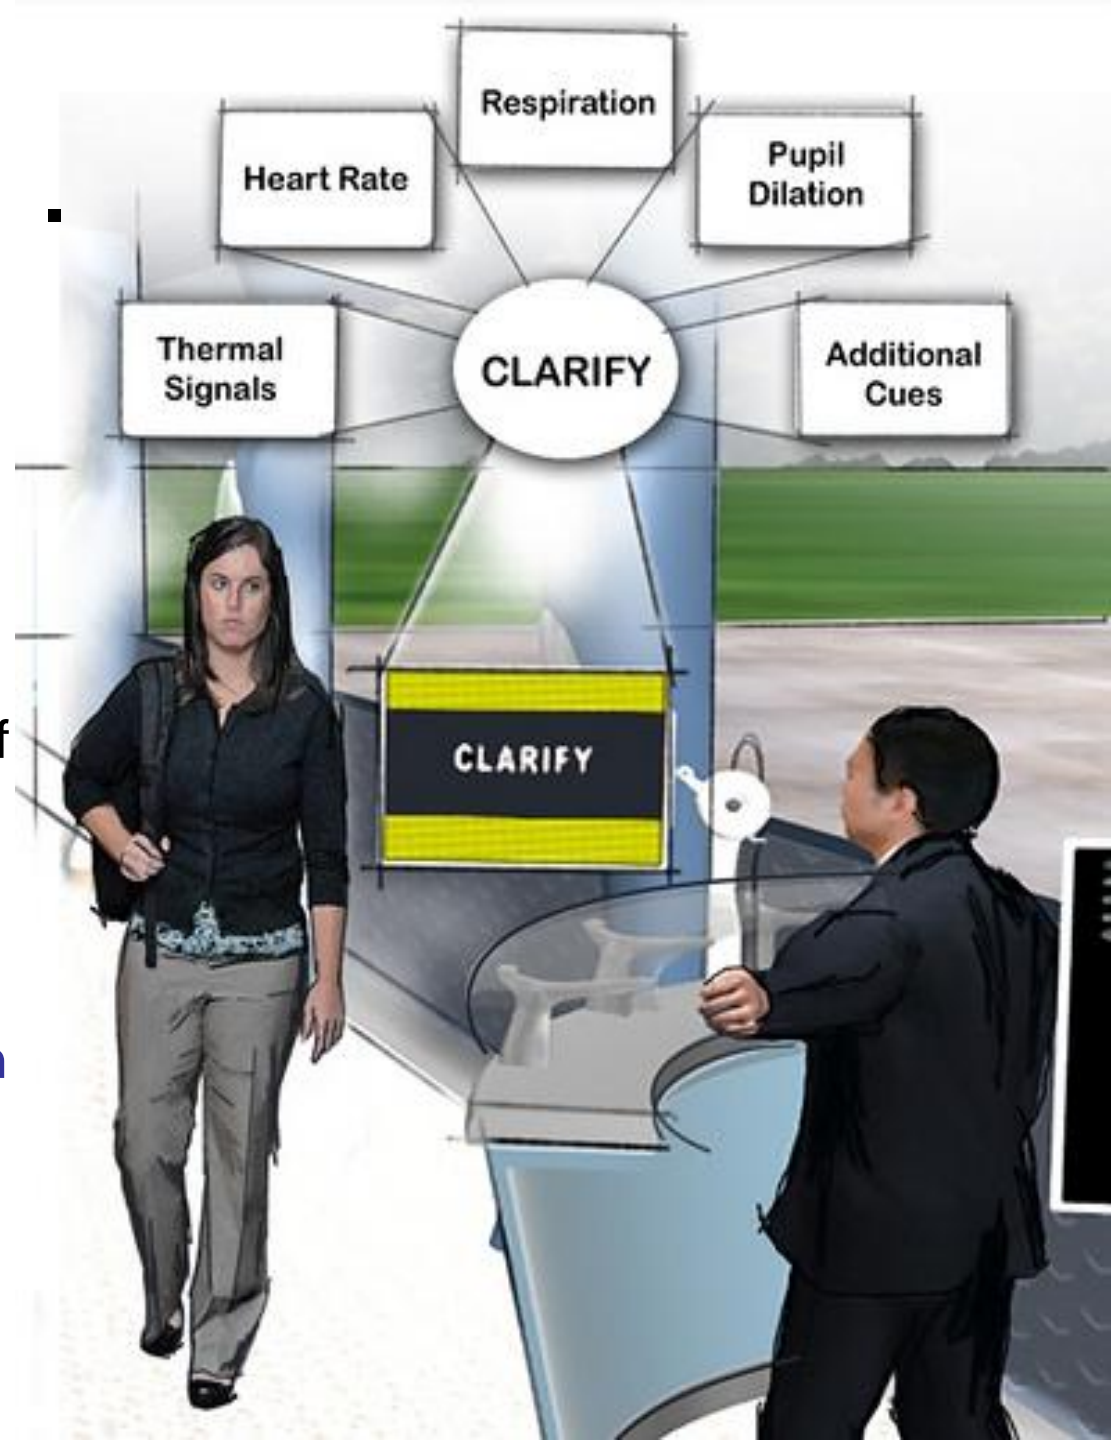 Respiration
Heart Rate
Pupil
Dilation
Thermal
Signals
CLARIFY
Additional
Cues
CLARIFY
f